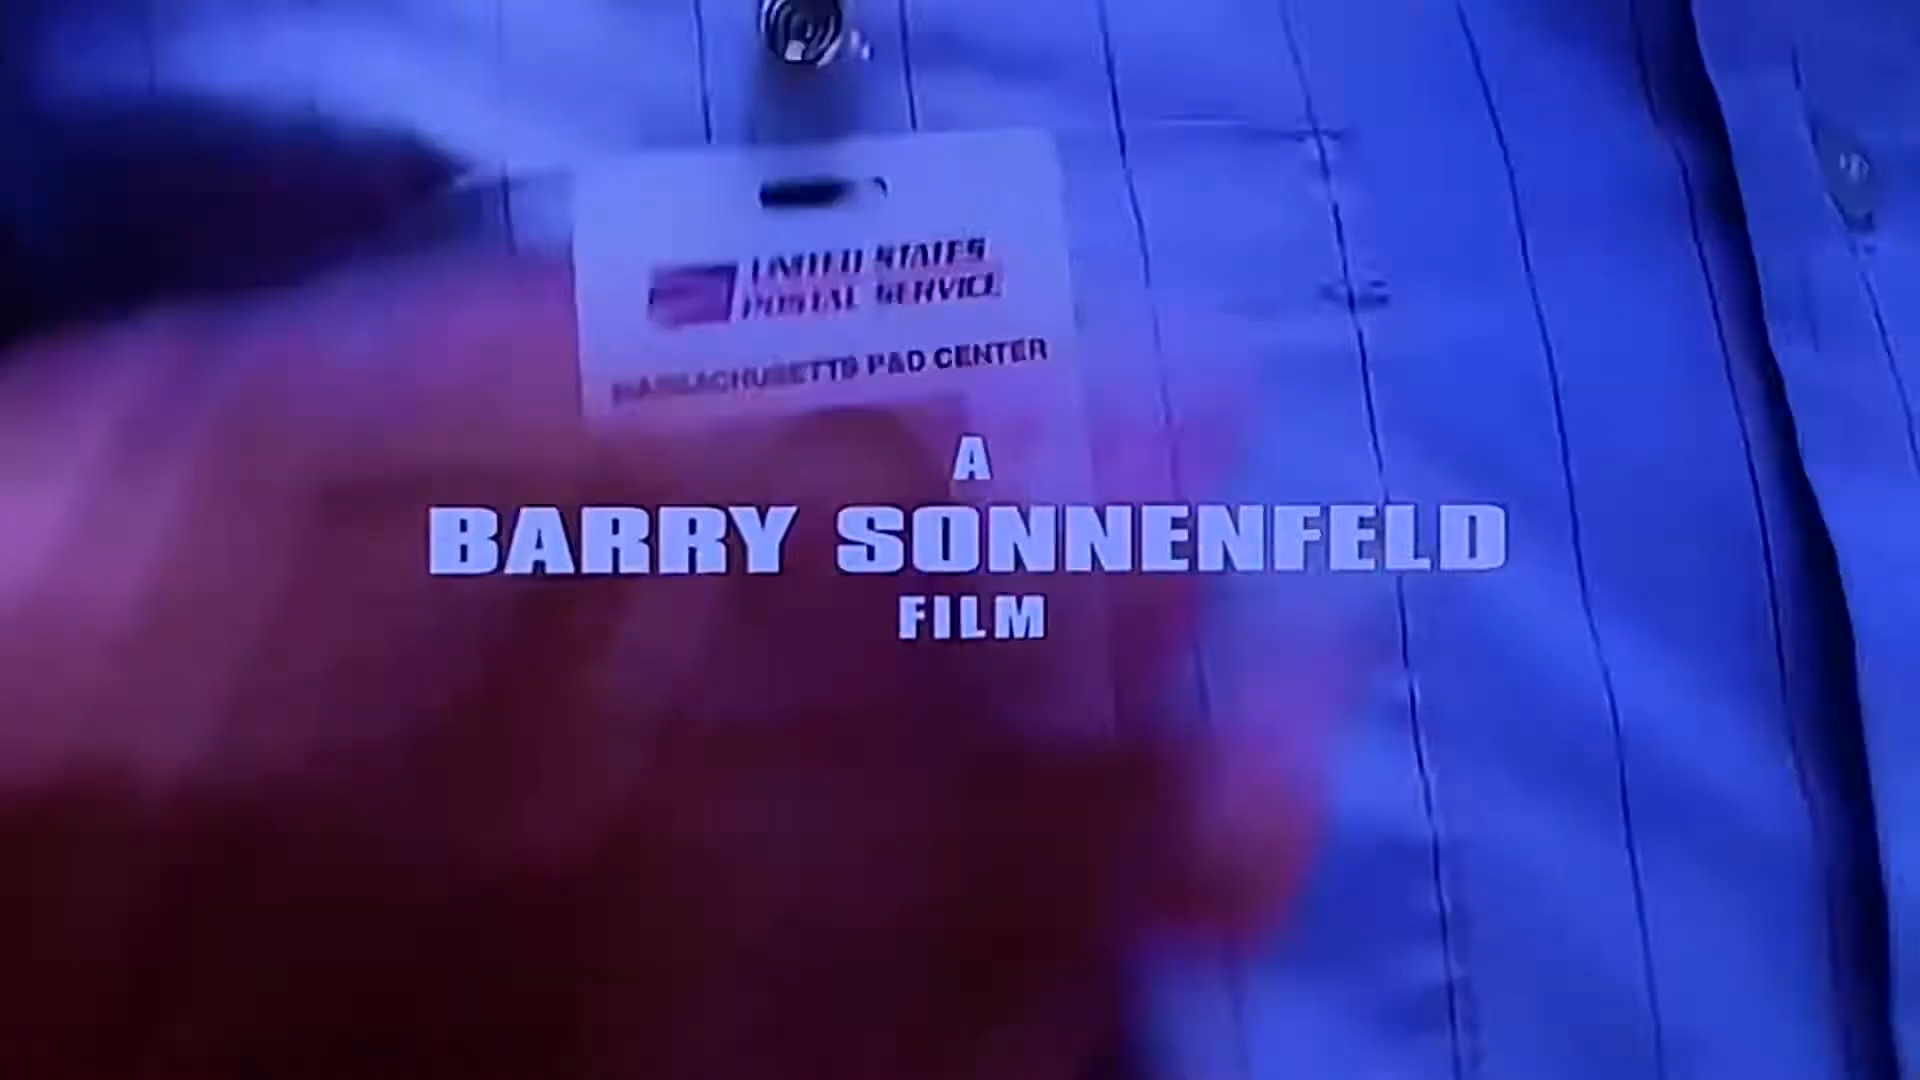 UNITED STATES
POSTAL SERVICE
MASSACHUSETTS P&D CENTER
A
BARRY SONNENFELD
FILM